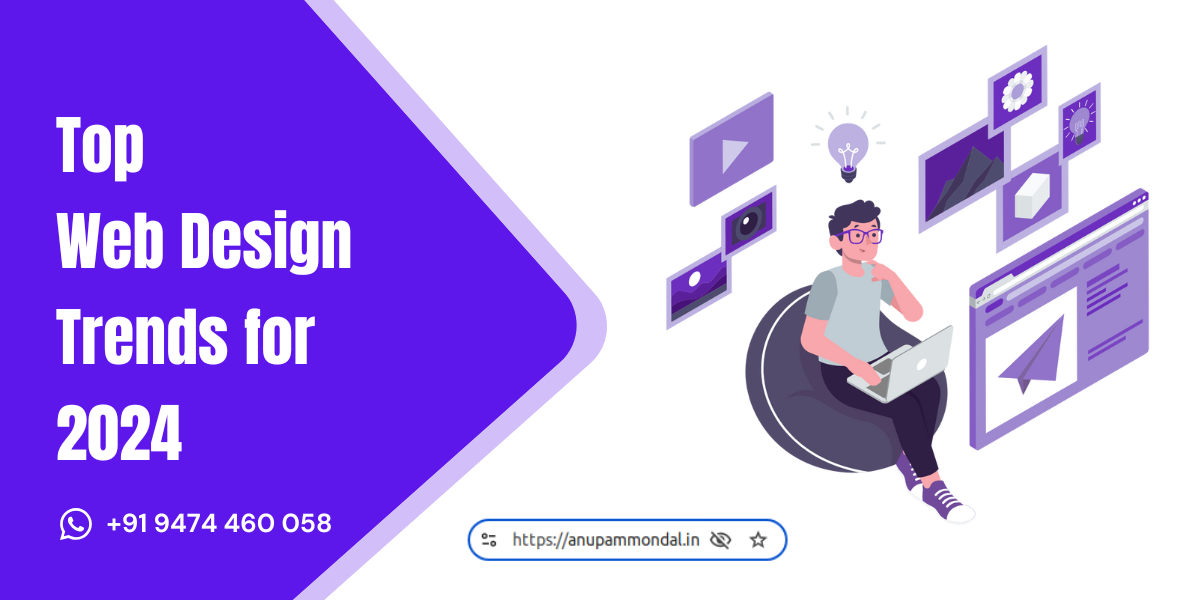 Top
Web Design
Trends for
2024
+91 9474 460 058
https://anupammondal.in